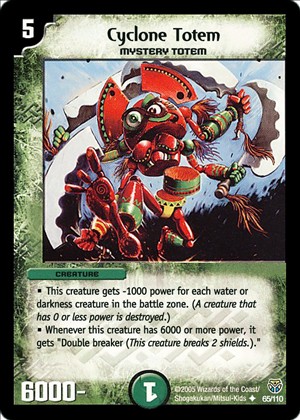 5
Cyclone Totem
MYSTERY TOTEM
CREATURE
▪ This creature gets -1000 power for each water or
darkness creature in the battle zone. (A creature that
has 0 or less power is destroyed.)
▪ Whenever this creature has 6000 or more power, it
gets "Double breaker (This creature breaks 2 shields.)."
6000-
1
©2005 Wizards of the Coast/
Shogakukan/Mitsui-Kids ♦ 65/110